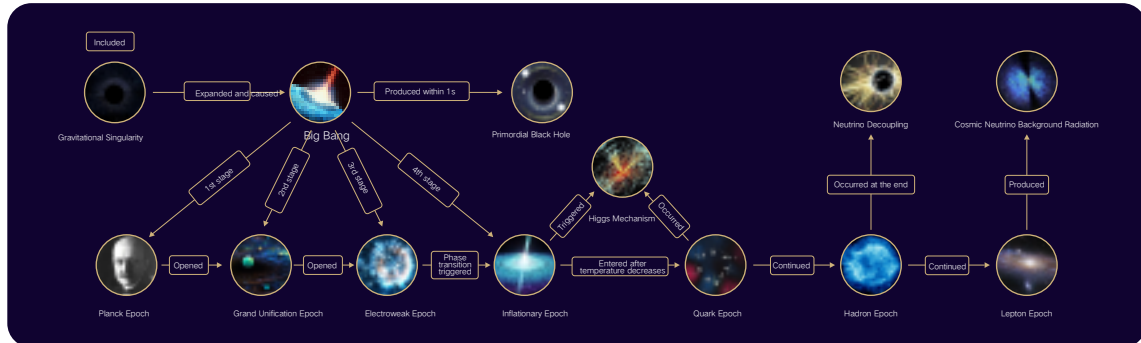 Included
Expanded and caused
Produced within 1s
Gravitational Singularity
Big Bang
Primordial Black Hole
Neutrino Decoupling
Cosmic Neutrino Background Radiation
1st stage
2nd stage
3rd stage
4th stage
Triggered
Higgs Mechanism
Occurred
Occurred at the end
Produced
Opened
Opened
Phase
transition
triggered
Entered after
temperature decreases
Continued
Continued
Planck Epoch
Grand Unification Epoch
Electroweak Epoch
Inflationary Epoch
Quark Epoch
Hadron Epoch
Lepton Epoch